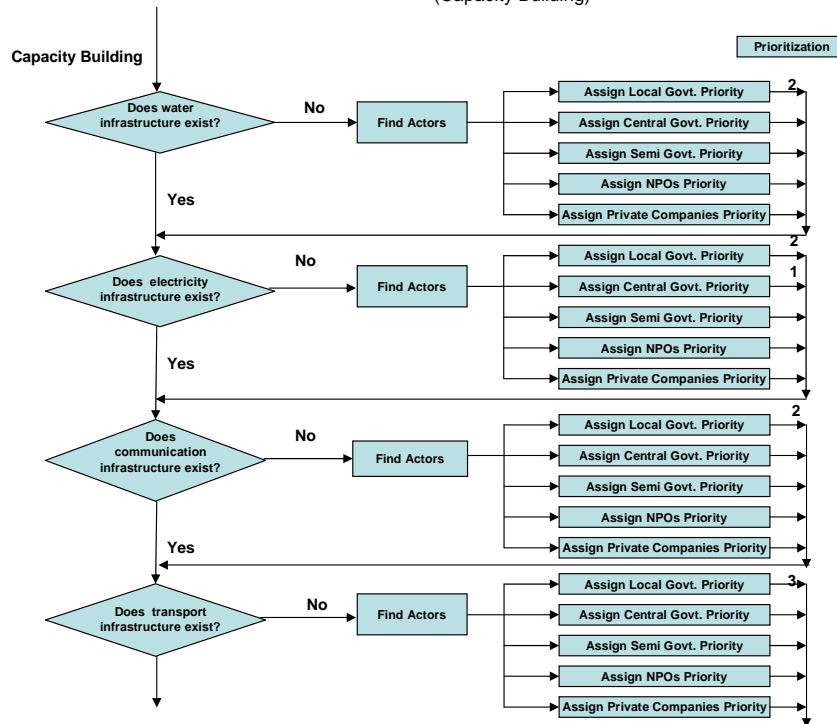 (Capacity Building)
Capacity Building
Prioritization
Does water
infrastructure exist?
No
Find Actors
Assign Local Govt. Priority
2
Assign Central Govt. Priority
Assign Semi Govt. Priority
Assign NPOs Priority
Assign Private Companies Priority
Yes
Does electricity
infrastructure exist?
No
Find Actors
Assign Local Govt. Priority
2
Assign Central Govt. Priority
1
Assign Semi Govt. Priority
Assign NPOs Priority
Assign Private Companies Priority
Yes
Does
communication
infrastructure exist?
No
Find Actors
Assign Local Govt. Priority
2
Assign Central Govt. Priority
Assign Semi Govt. Priority
Assign NPOs Priority
Assign Private Companies Priority
Yes
Does transport
infrastructure exist?
No
Find Actors
Assign Local Govt. Priority
3
Assign Central Govt. Priority
Assign Semi Govt. Priority
Assign NPOs Priority
Assign Private Companies Priority